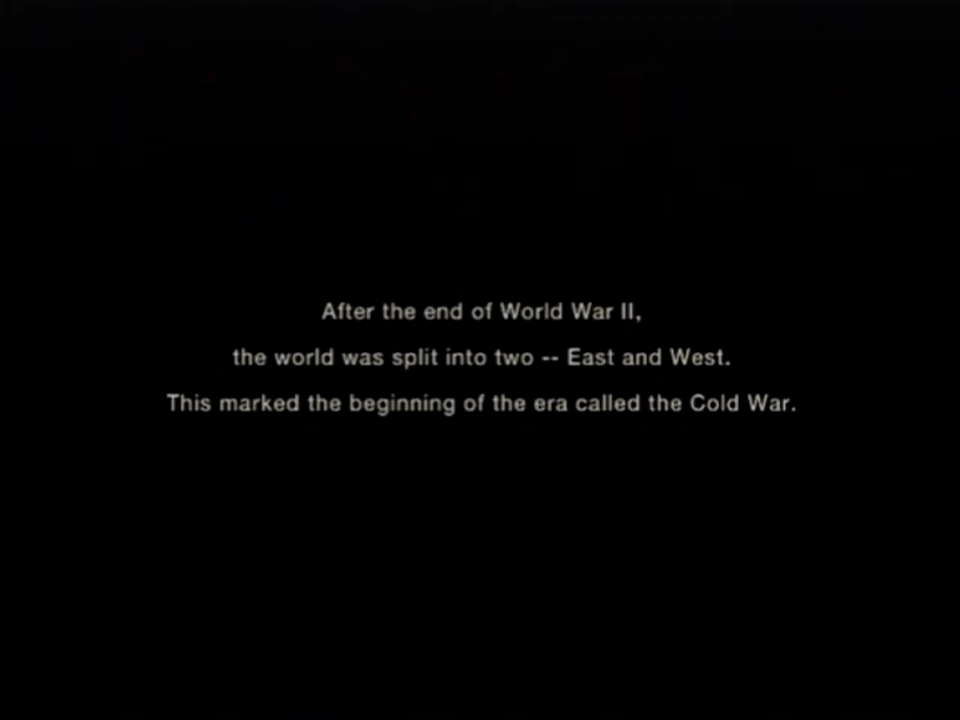 After the end of World War II,
the world was split into two -- East and West.
This marked the beginning of the era called the Cold War.